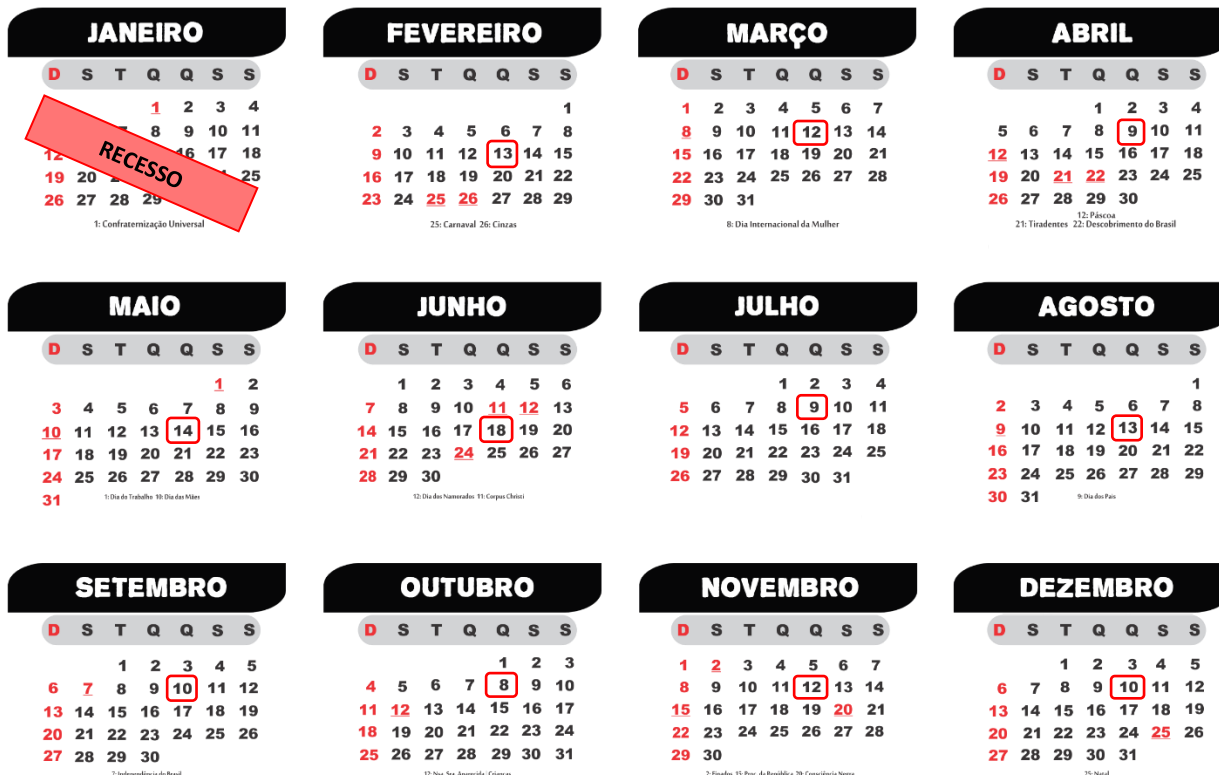 JANEIRO
D S T Q Q S S
1 2 3 4
8 9 10 11
12 16 17 18
19 20 25
26 27 28 29
RECESSO
1: Confraternização Universal
FEVEREIRO
D S T Q Q S S
1
2 3 4 5 6 7 8
9 10 11 12 13 14 15
16 17 18 19 20 21 22
23 24 25 26 27 28 29
25: Carnaval 26: Cinzas
MARÇO
D S T Q Q S S
1 2 3 4 5 6 7
8 9 10 11 12 13 14
15 16 17 18 19 20 21
22 23 24 25 26 27 28
29 30 31
8: Dia Internacional da Mulher
ABRIL
D S T Q Q S S
1 2 3 4
5 6 7 8 9 10 11
12 13 14 15 16 17 18
19 20 21 22 23 24 25
26 27 28 29 30
12: Páscoa
21: Tiradentes 22: Descobrimento do Brasil
MAIO
D S T Q Q S S
1 2
3 4 5 6 7 8 9
10 11 12 13 14 15 16
17 18 19 20 21 22 23
24 25 26 27 28 29 30
31
1: Dia do Trabalho 10: Dia das Mães
JUNHO
D S T Q Q S S
1 2 3 4 5 6
7 8 9 10 11 12 13
14 15 16 17 18 19 20
21 22 23 24 25 26 27
28 29 30
12: Dia dos Namorados 11: Corpus Christi
JULHO
D S T Q Q S S
1 2 3 4
5 6 7 8 9 10 11
12 13 14 15 16 17 18
19 20 21 22 23 24 25
26 27 28 29 30 31
AGOSTO
D S T Q Q S S
1
2 3 4 5 6 7 8
9 10 11 12 13 14 15
16 17 18 19 20 21 22
23 24 25 26 27 28 29
30 31
9: Dia dos Pais
SETEMBRO
D S T Q Q S S
1 2 3 4 5
6 7 8 9 10 11 12
13 14 15 16 17 18 19
20 21 22 23 24 25 26
27 28 29 30
7: Independência do Brasil
OUTUBRO
D S T Q Q S S
1 2 3
4 5 6 7 8 9 10
11 12 13 14 15 16 17
18 19 20 21 22 23 24
25 26 27 28 29 30 31
12: Nsa. Sra. Aparecida | Crianças
NOVEMBRO
D S T Q Q S S
1 2 3 4 5 6 7
8 9 10 11 12 13 14
15 16 17 18 19 20 21
22 23 24 25 26 27 28
29 30
2: Finados 15: Proc. da República 20: Consciência Negra
DEZEMBRO
D S T Q Q S S
1 2 3 4 5
6 7 8 9 10 11 12
13 14 15 16 17 18 19
20 21 22 23 24 25 26
27 28 29 30 31
25: Natal